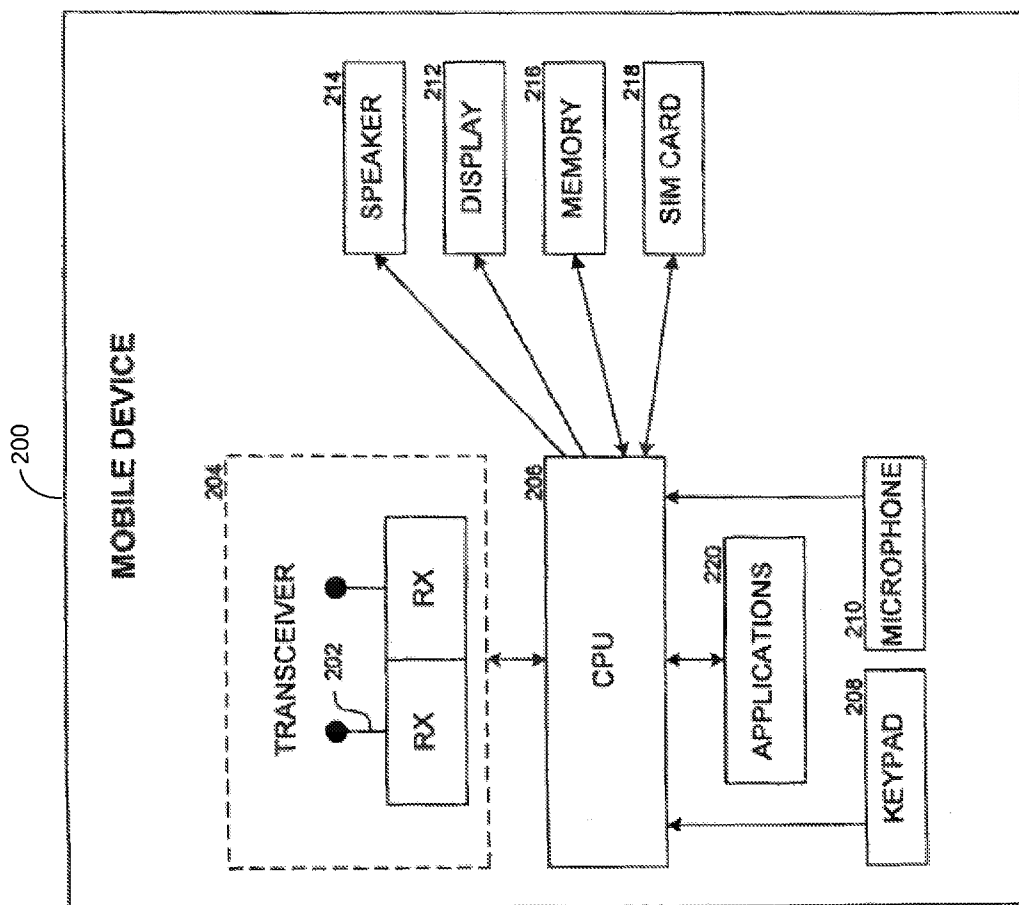 200
MOBILE DEVICE
TRANSCEIVER
204
202
RX
RX
206
CPU
SPEAKER
214
DISPLAY
212
MEMORY
216
SIM CARD
218
220
APPLICATIONS
208
KEYPAD
210
MICROPHONE